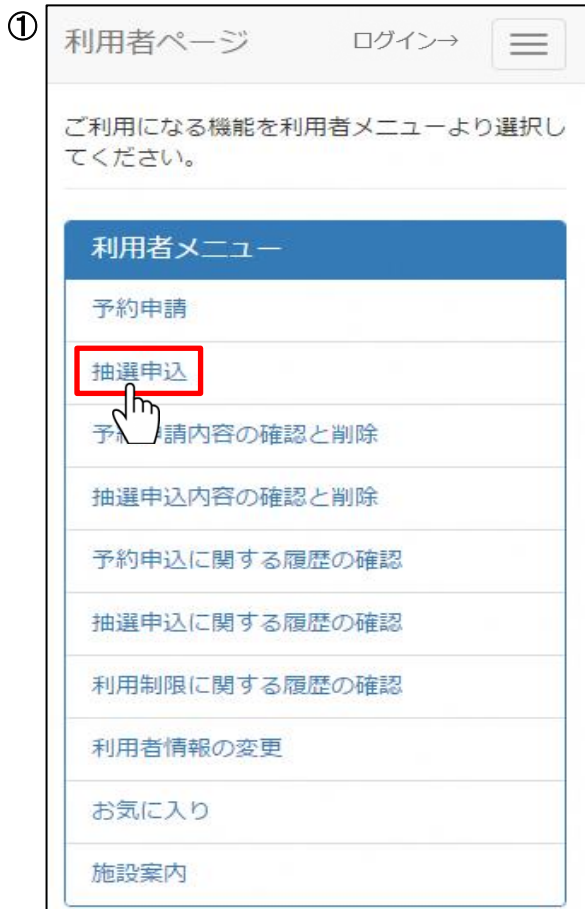 ①
利用者ページ ログイン→
ご利用になる機能を利用者メニューより選択し
てください。
利用者メニュー
予約申請
抽選申込
予約申請内容の確認と削除
抽選申込内容の確認と削除
予約申込に関する履歴の確認
抽選申込に関する履歴の確認
利用制限に関する履歴の確認
利用者情報の変更
お気に入り
施設案内